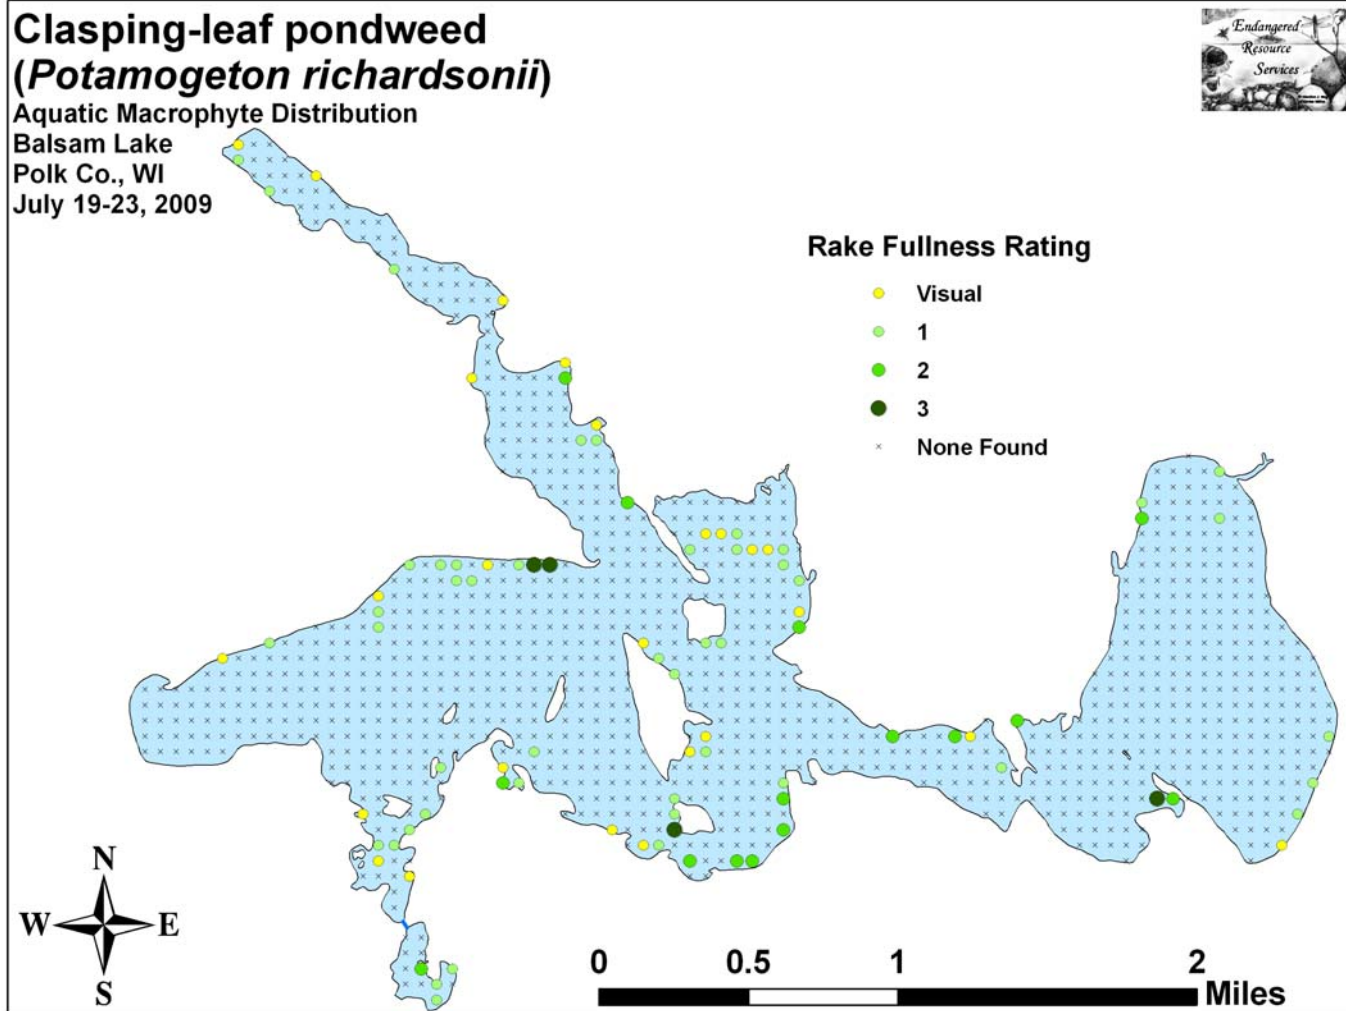 Clasping-leaf pondweed
(Potamogeton richardsonii)
Aquatic Macrophyte Distribution
Balsam Lake
Polk Co., WI
July 19-23, 2009
Endangered
Resource
Services
Rake Fullness Rating
Visual
1
2
3
None Found
N
W E
S
0 0.5 1 2
Miles